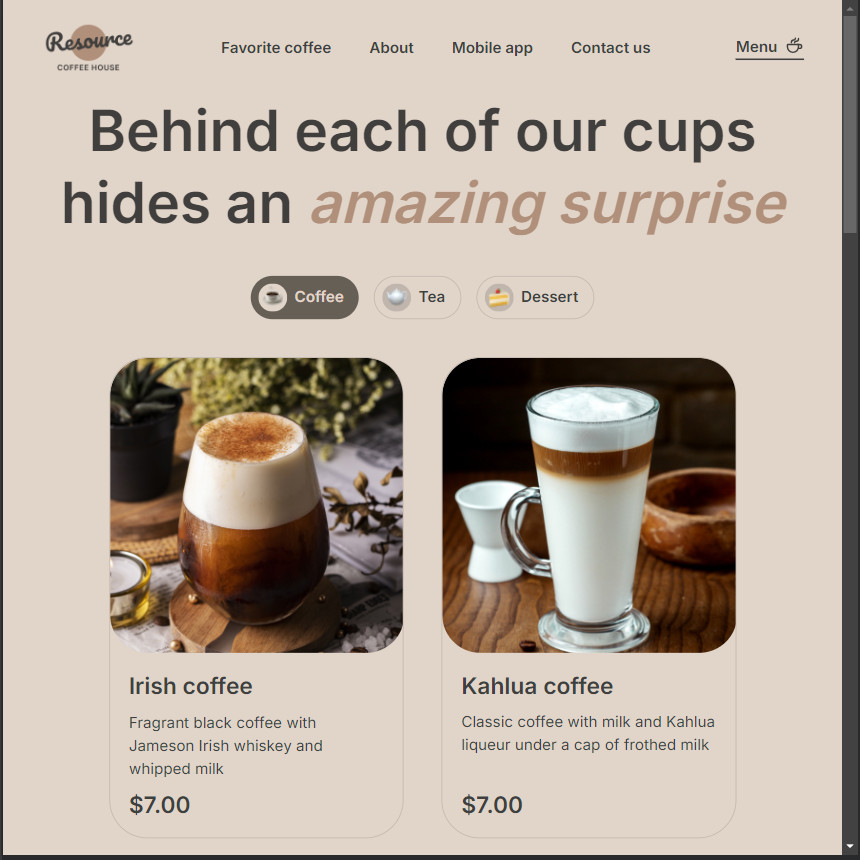 Resource
COFFEE HOUSE
Favorite coffee
About
Mobile app
Contact us
Menu
Behind each of our cups
hides an amazing surprise
Coffee
Tea
Dessert
Irish coffee
Fragrant black coffee with
Jameson Irish whiskey and
whipped milk
$7.00
Kahlua coffee
Classic coffee with milk and Kahlua
liqueur under a cap of frothed milk
$7.00